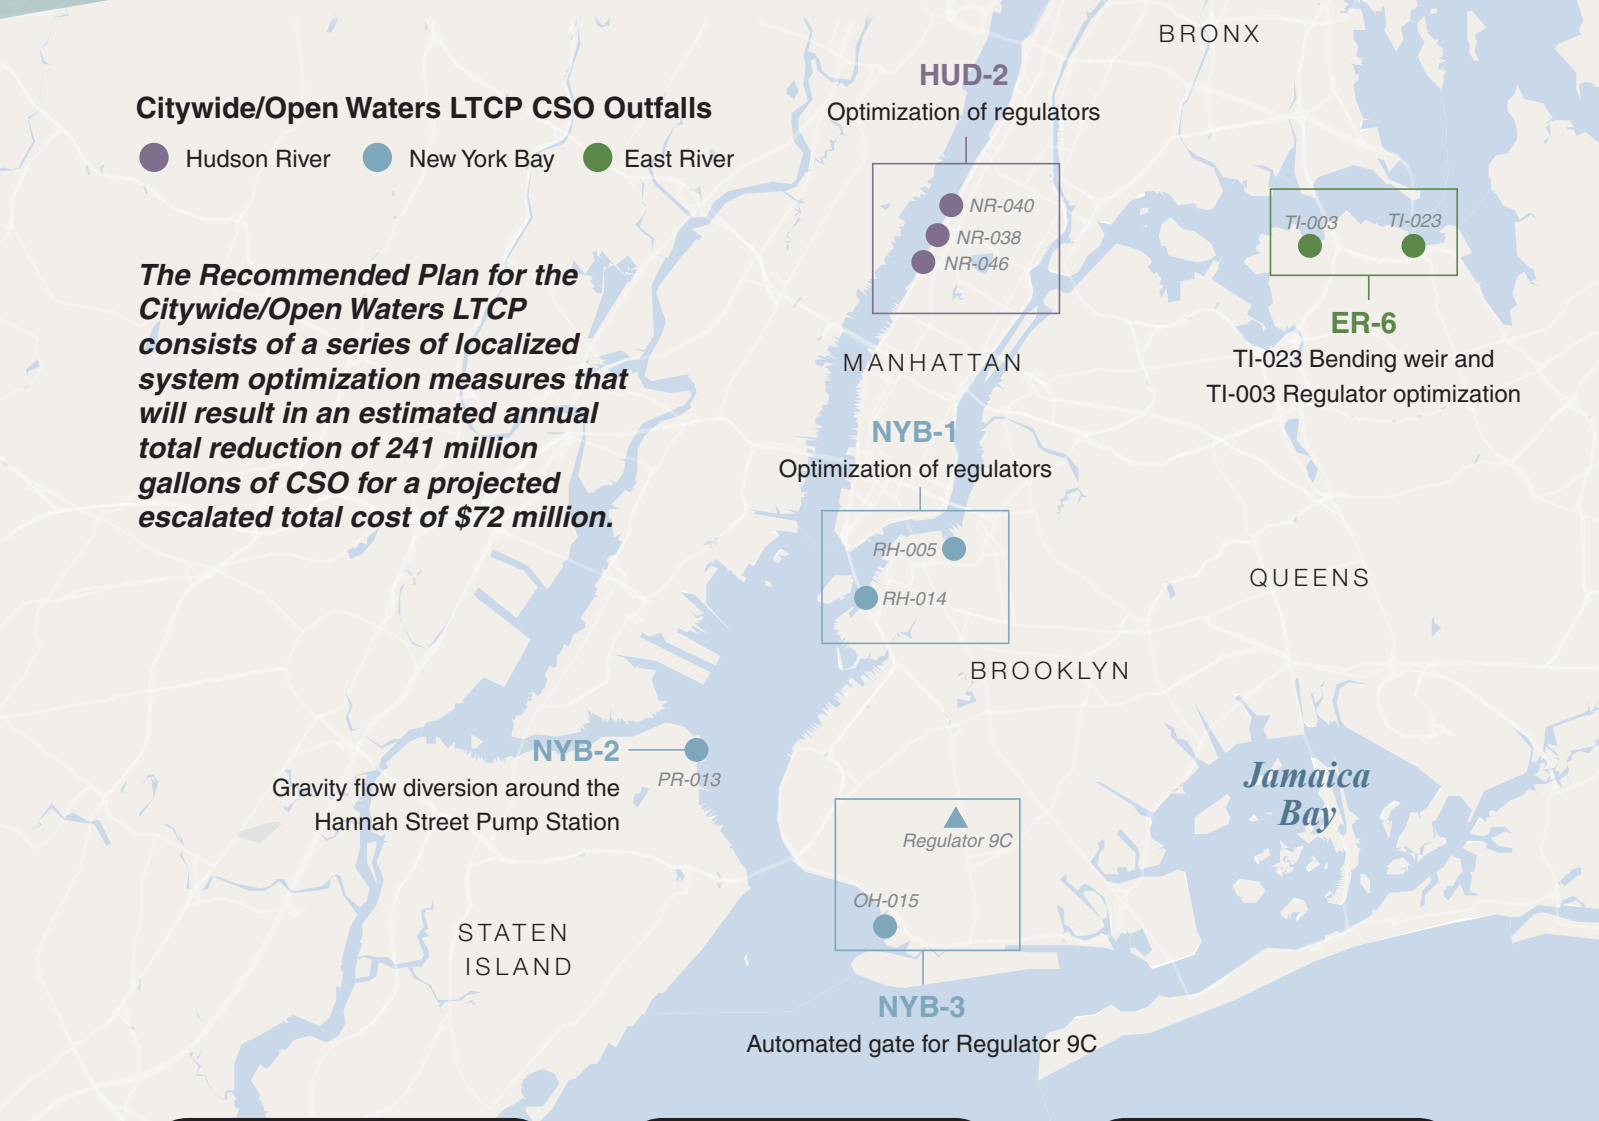 BRONX
HUD-2
Optimization of regulators
Citywide/Open Waters LTCP CSO Outfalls
Hudson River
New York Bay
East River
NR-040
NR-038
NR-046
TI-003
TI-023
The Recommended Plan for the
Citywide/Open Waters LTCP
consists of a series of localized
system optimization measures that
will result in an estimated annual
total reduction of 241 million
gallons of CSO for a projected
escalated total cost of $72 million.
ER-6
TI-023 Bending weir and
TI-003 Regulator optimization
MANHATTAN
NYB-1
Optimization of regulators
RH-005
RH-014
QUEENS
BROOKLYN
NYB-2
PR-013
Gravity flow diversion around the
Hannah Street Pump Station
Jamaica
Bay
Regulator 9C
OH-015
STATEN
ISLAND
NYB-3
Automated gate for Regulator 9C